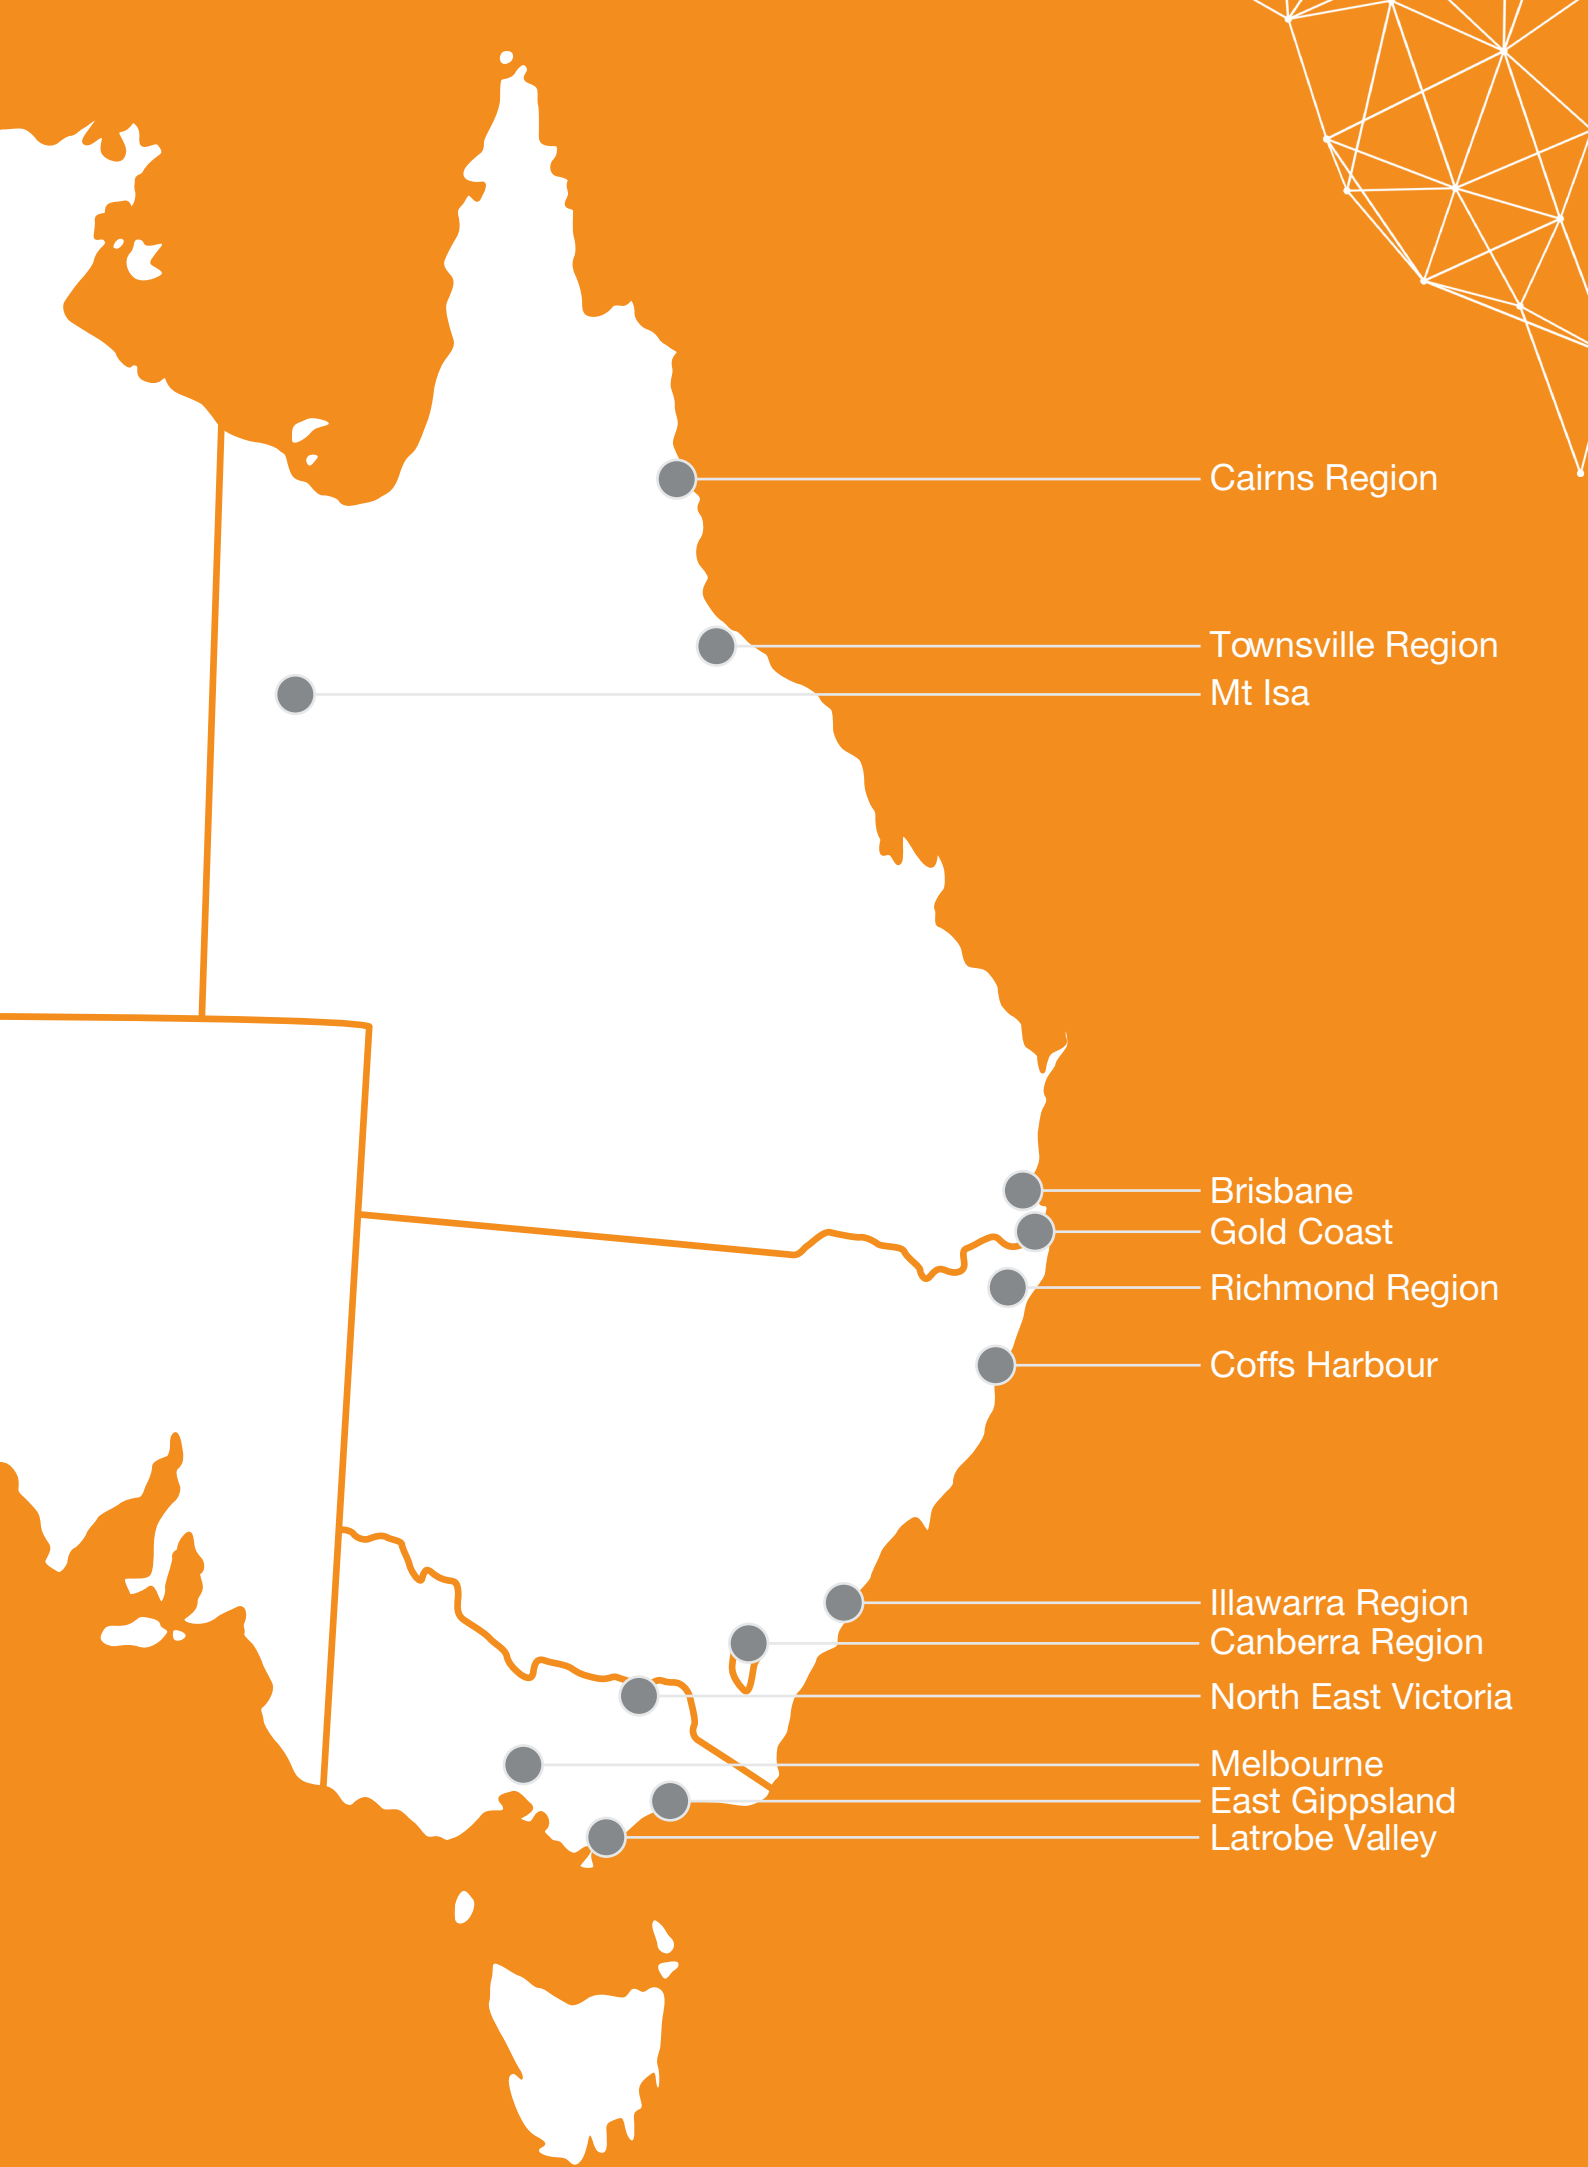 Cairns Region
Townsville Region
Mt Isa
Brisbane
Gold Coast
Richmond Region
Coffs Harbour
Illawarra Region
Canberra Region
North East Victoria
Melbourne
East Gippsland
Latrobe Valley